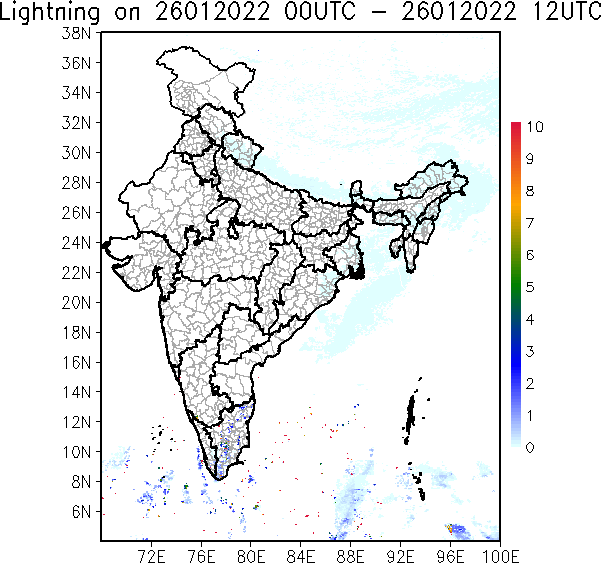 Lightning on 26012022 00UTC – 26012022 12UTC
38N
36N
34N
32N
30N
28N
26N
24N
22N
20N
18N
16N
14N
12N
10N
8N
6N
72E 76E 80E 84E 88E 92E 96E 100E
10
9
8
7
6
5
4
3
2
1
0